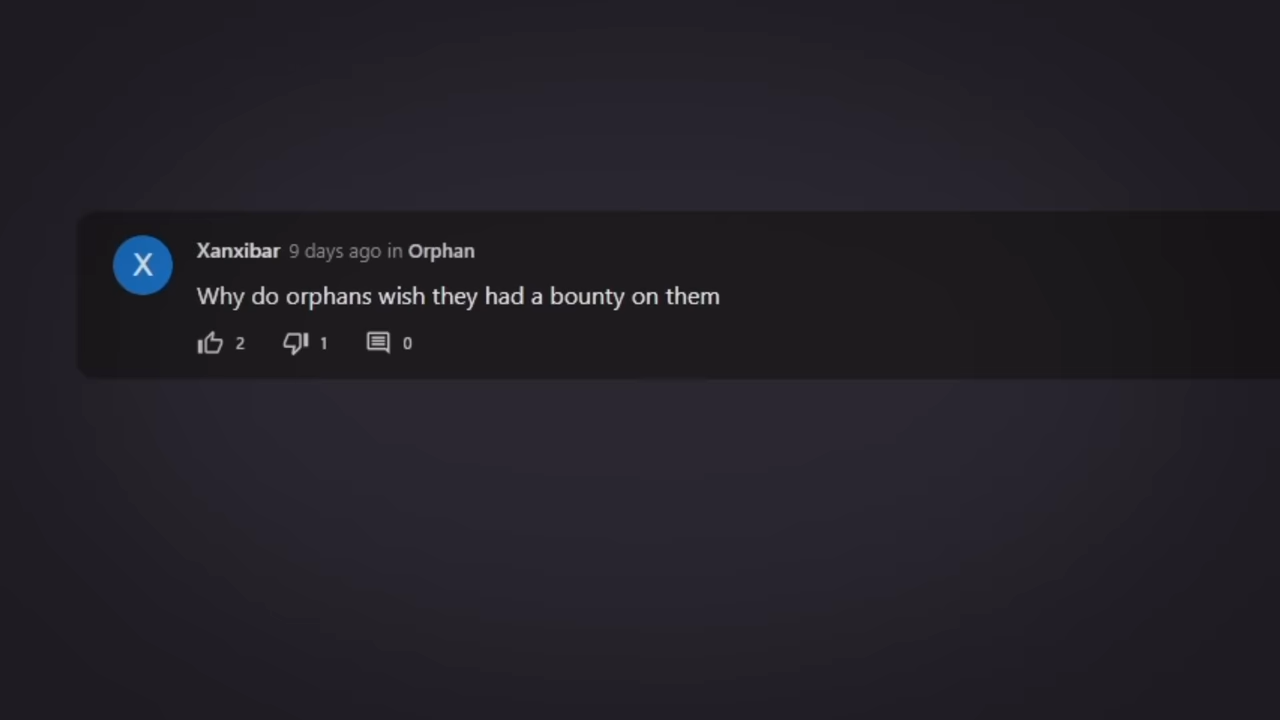 X
Xanxibar 9 days ago in Orphan
Why do orphans wish they had a bounty on them
2 1 0